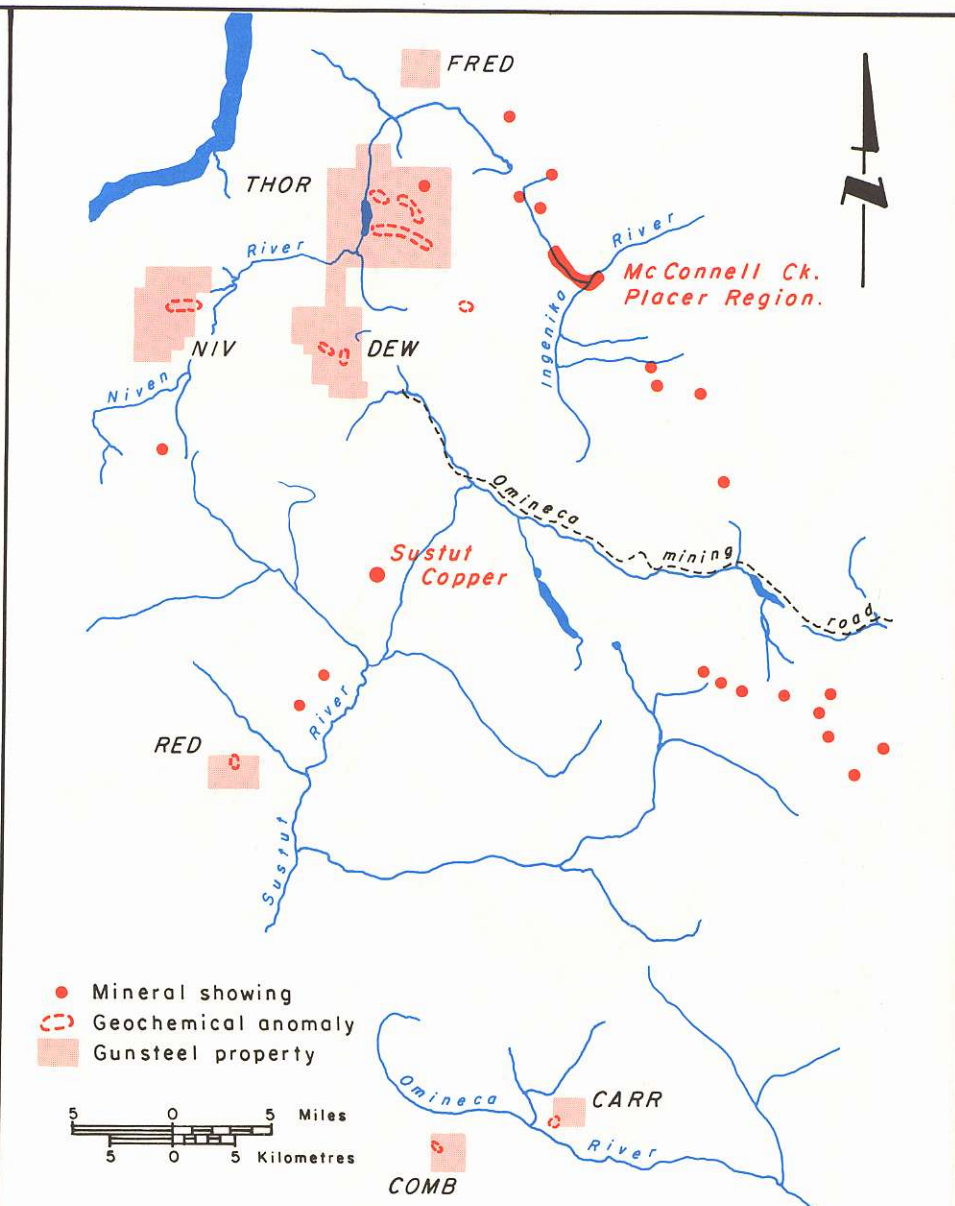 FRED
THOR
River
River
McConnell Ck.
Placer Region.
Ingenika
NIV
DEW
Niven
Omineca
mining
road
Sustut
Copper
River
RED
Sustut
Mineral showing
Geochemical anomaly
Gunsteel property
5 0 5 Miles
5 0 5 Kilometres
Omineca
River
CARR
COMB
N